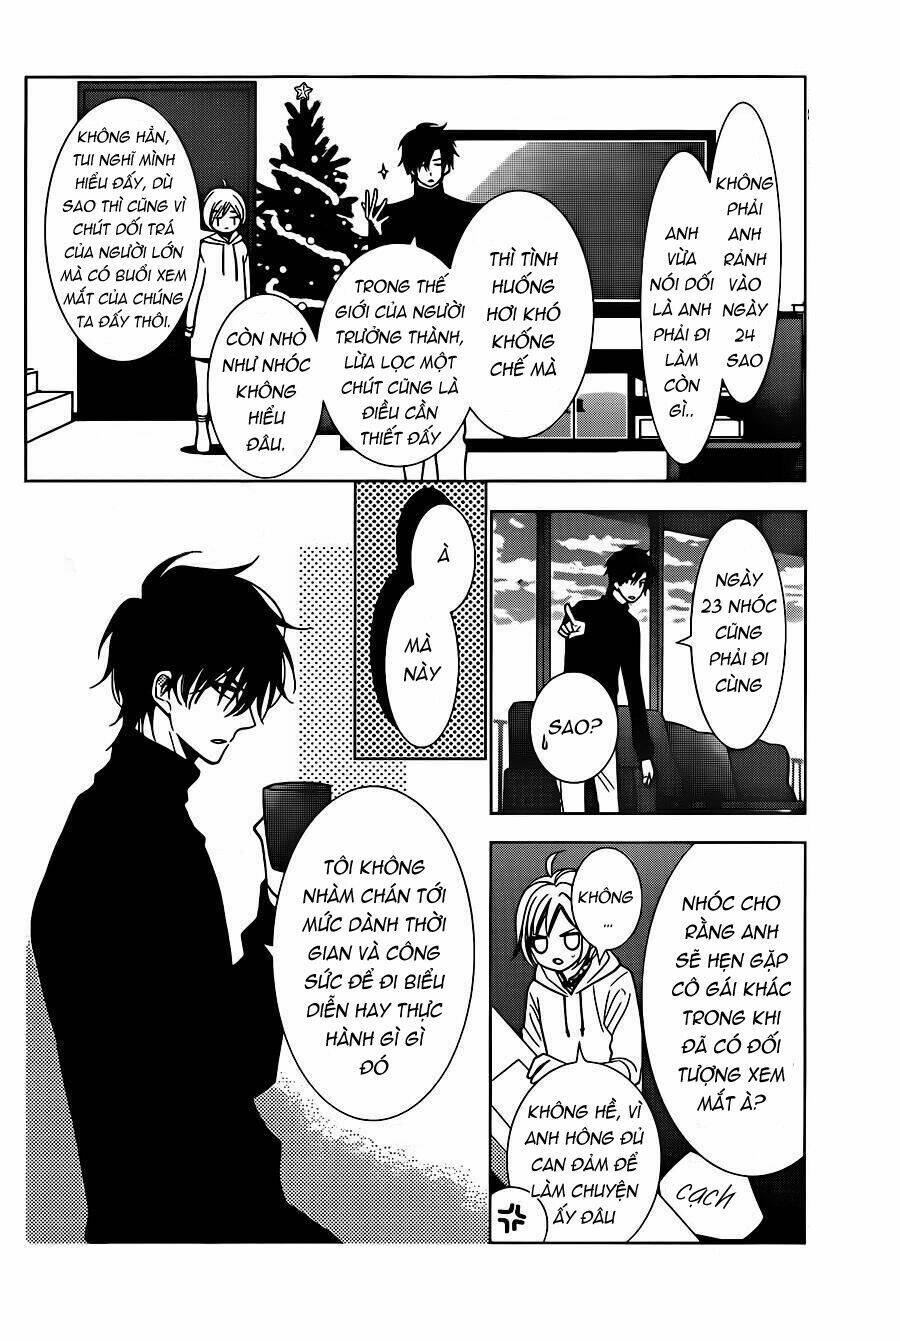 KHÔNG
PHẢI
ANH
RẢNH
VÀO
NGÀY
24
SAO
ANH
VỪA
NÓI DỐI
LÀ ANH
PHẢI ĐI
LÀM
CÒN
GÌ..
THÌ TÌNH
HUỐNG
HƠI KHÓ
KHỐNG
CHẾ MÀ
TRONG THẾ
GIỚI CỦA NGƯỜI
TRƯỞNG THÀNH,
LỪA LỌC MỘT
CHÚT CŨNG LÀ
ĐIỀU CẦN
THIẾT ĐẤY
CÒN NHỎ
NHƯ NHÓC
KHÔNG
HIỂU
ĐÂU.
KHÔNG HẲN,
TUI NGHĨ MÌNH
HIỂU ĐẤY, DÙ
SAO THÌ CŨNG VÌ
CHÚT DỐI TRÁ
CỦA NGƯỜI LỚN
MÀ CÓ BUỔI XEM
MẮT CỦA CHÚNG
TA ĐẤY THÔI.
NGÀY
23 NHÓC
CŨNG
PHẢI ĐI
CÙNG
SAO?
À
MÀ
NÀY
NHÓC CHO
RẰNG ANH
SẼ HẸN GẶP
CÔ GÁI KHÁC
TRONG KHI
ĐÃ CÓ ĐỐI
TƯỢNG XEM
MẮT À?
KHÔNG
...
KHÔNG HỀ, VÌ
ANH HÔNG ĐỦ
CAN ĐẢM ĐỂ
LÀM CHUYỆN
ẤY ĐÂU
CẠCH
TÔI KHÔNG
NHÀM CHÁN TỚI
MỨC DÀNH THỜI
GIAN VÀ CÔNG
SỨC ĐỂ ĐI BIỂU
DIỄN HAY THỰC
HÀNH GÌ GÌ
ĐÓ